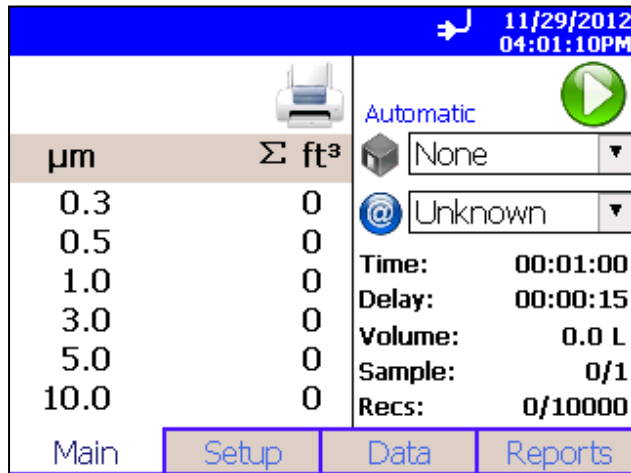 11/29/2012
04:01:10PM
Automatic
µm Σ ft³
0.3 0
0.5 0
1.0 0
3.0 0
5.0 0
10.0 0
None
@ Unknown
Time: 00:01:00
Delay: 00:00:15
Volume: 0.0 L
Sample: 0/1
Recs: 0/10000
Main Setup Data Reports